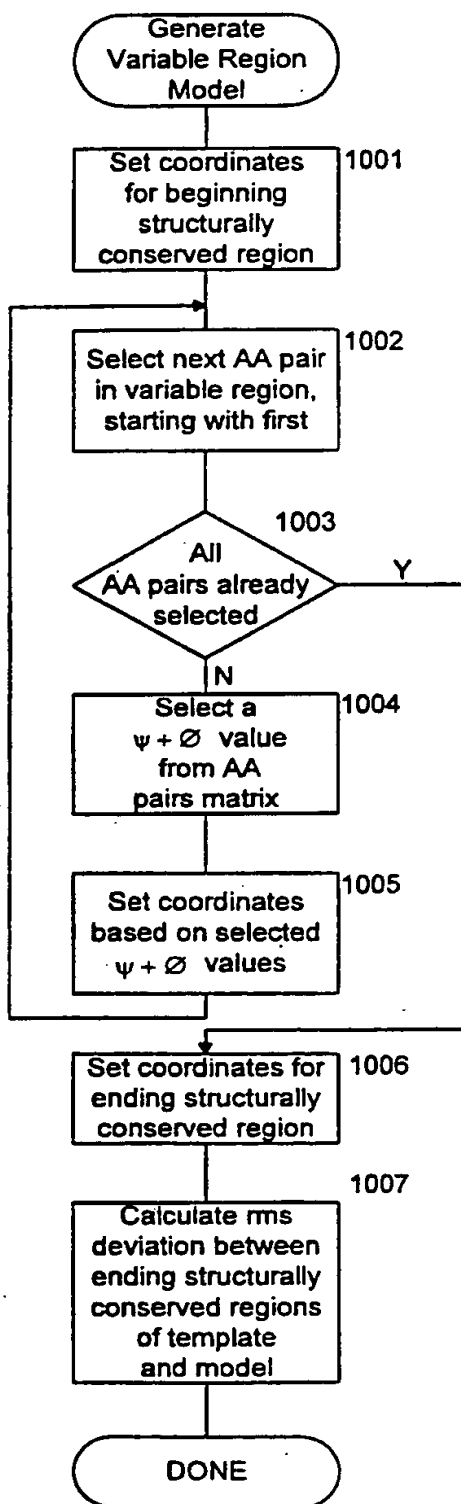 Generate
Variable Region
Model
1001
Set coordinates
for beginning
structurally
conserved region
1002
Select next AA pair
in variable region,
starting with first
1003
All
AA pairs already
selected
Y
N
1004
Select a
ψ + Ø value
from AA
pairs matrix
1005
Set coordinates
based on selected
ψ + Ø values
1006
Set coordinates for
ending structurally
conserved region
1007
Calculate rms
deviation between
ending structurally
conserved regions
of template
and model
DONE